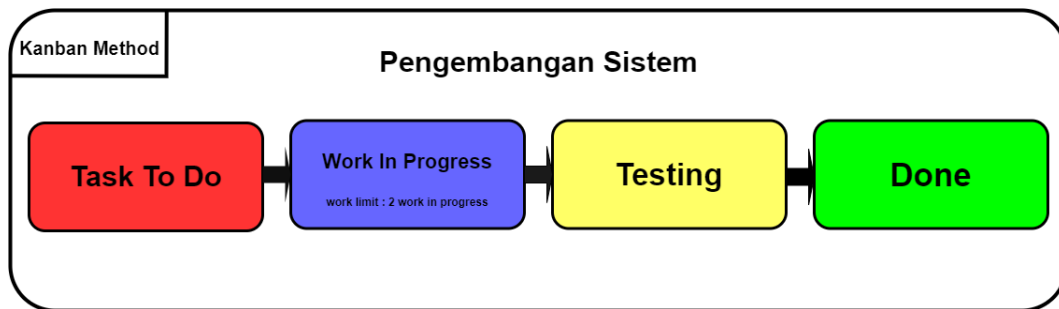 Kanban Method
Pengembangan Sistem
Task To Do
Work In Progress
work limit : 2 work in progress
Testing
Done